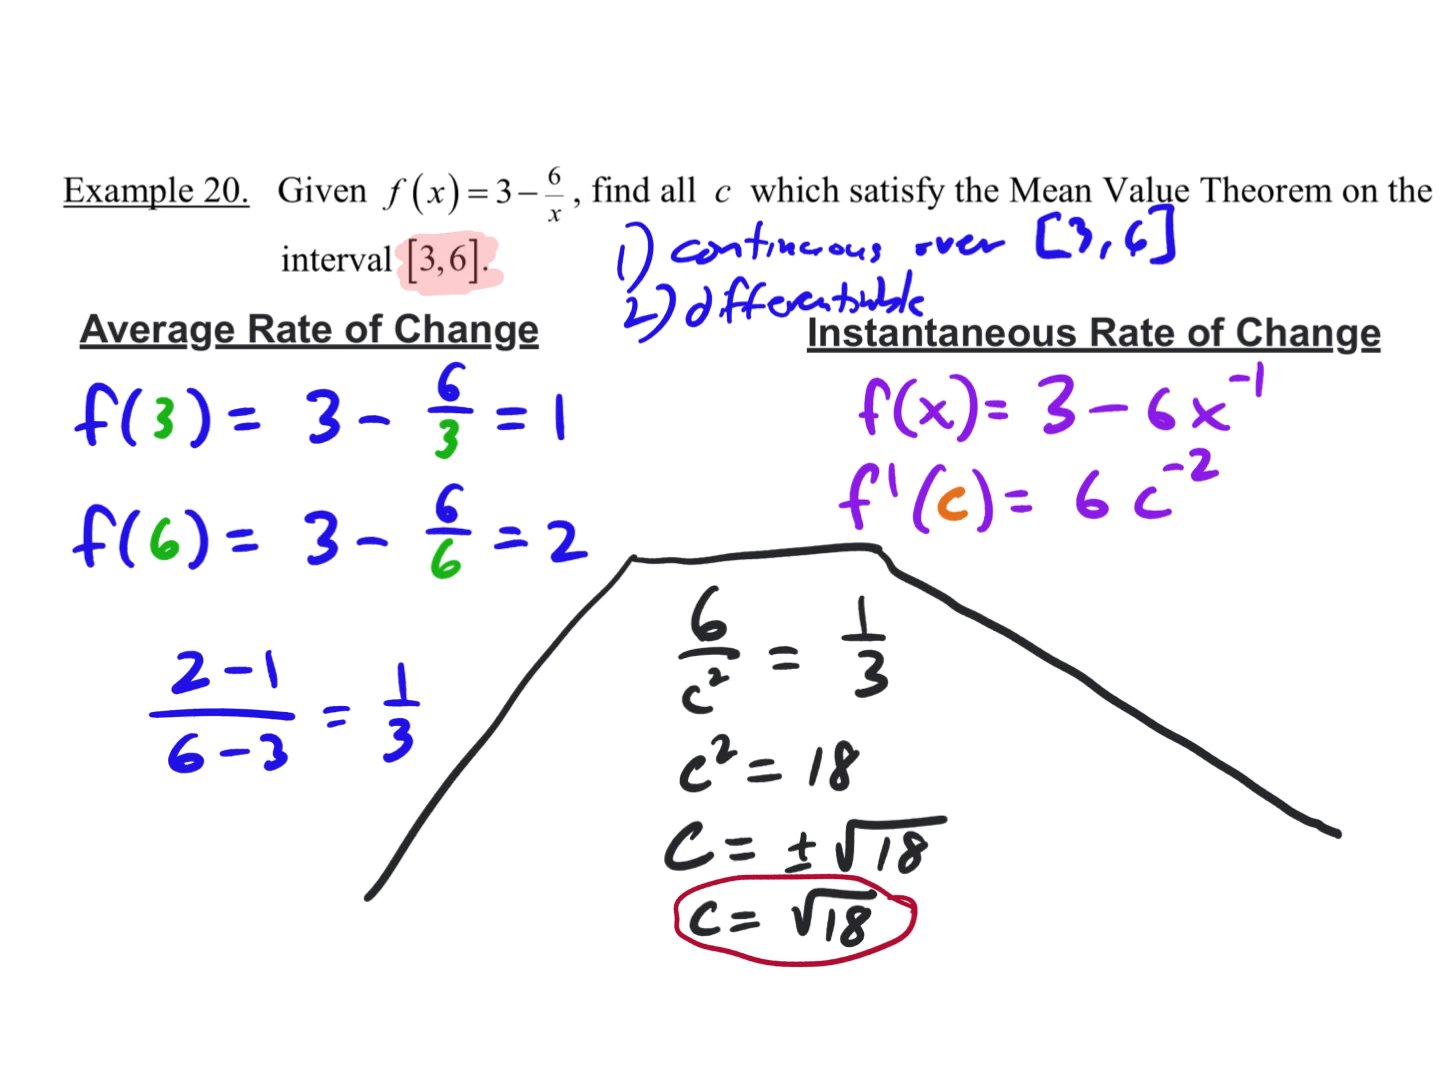 Example 20. Given f(x)=3−6/x, find all c which satisfy the Mean Value Theorem on the
interval [3,6].
1) continuous over [3,6]
2) differentiable
Average Rate of Change
f(3) = 3 − 6/3 = 1
f(6) = 3 − 6/6 = 2
2−1/6−3 = 1/3
Instantaneous Rate of Change
f(x) = 3 − 6x⁻¹
f'(c) = 6c⁻²
6/c² = 1/3
c² = 18
c = ±√18
c = √18